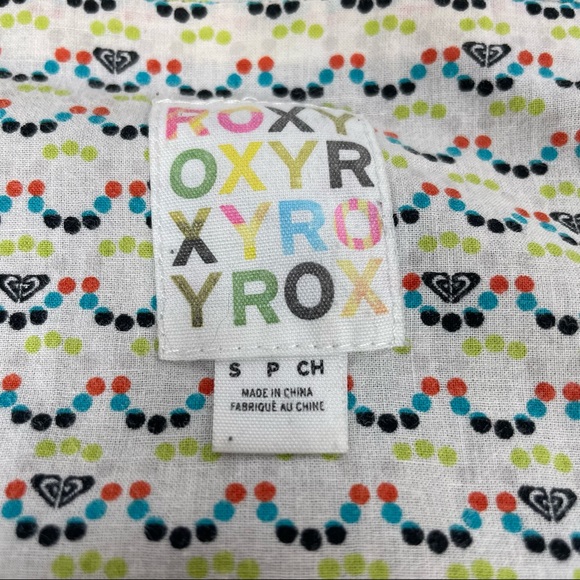 ROXY
OXYR
XYRO
YROX
S P CH
MADE IN CHINA
FABRIQUÉ AU CHINE